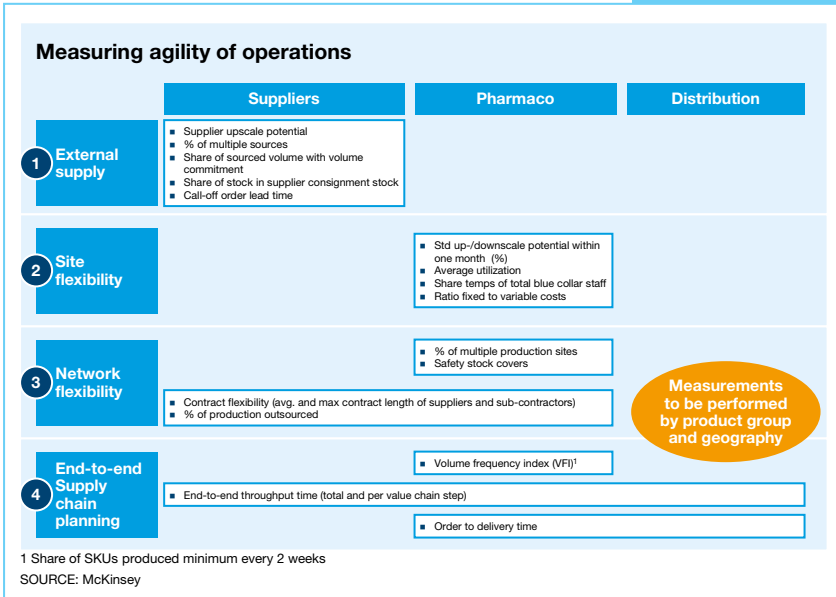 Measuring agility of operations
Suppliers
Pharmaco
Distribution
1
External
supply
■ Supplier upscale potential
■ % of multiple sources
■ Share of sourced volume with volume
commitment
■ Share of stock in supplier consignment stock
■ Call-off order lead time
2
Site
flexibility
■ Std up-/downscale potential within
one month (%)
■ Average utilization
■ Share temps of total blue collar staff
■ Ratio fixed to variable costs
3
Network
flexibility
■ % of multiple production sites
■ Safety stock covers
■ Contract flexibility (avg. and max contract length of suppliers and sub-contractors)
■ % of production outsourced
Measurements
to be performed
by product group
and geography
4
End-to-end
Supply
chain
planning
■ Volume frequency index (VFI)¹
■ End-to-end throughput time (total and per value chain step)
■ Order to delivery time
1 Share of SKUs produced minimum every 2 weeks
SOURCE: McKinsey